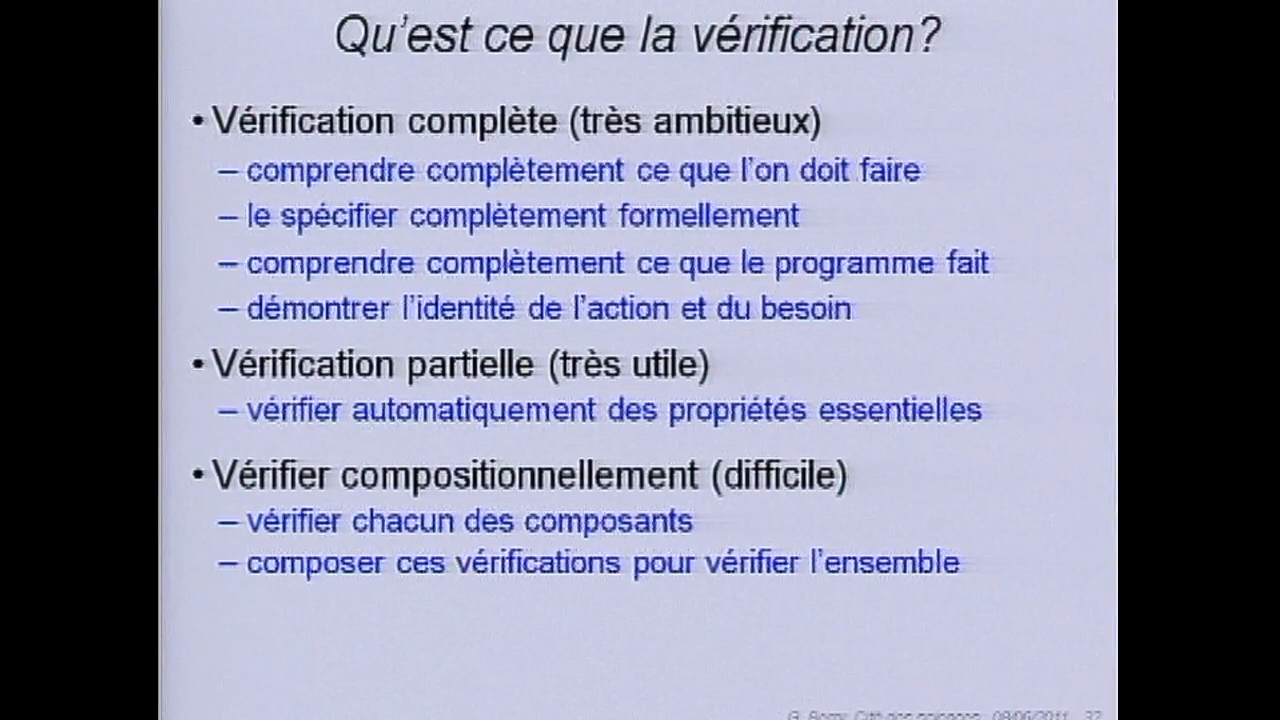 Qu'est ce que la vérification?
• Vérification complète (très ambitieux)
– comprendre complètement ce que l'on doit faire
– le spécifier complètement formellement
– comprendre complètement ce que le programme fait
– démontrer l'identité de l'action et du besoin
• Vérification partielle (très utile)
– vérifier automatiquement des propriétés essentielles
• Vérifier compositionnellement (difficile)
– vérifier chacun des composants
– composer ces vérifications pour vérifier l'ensemble